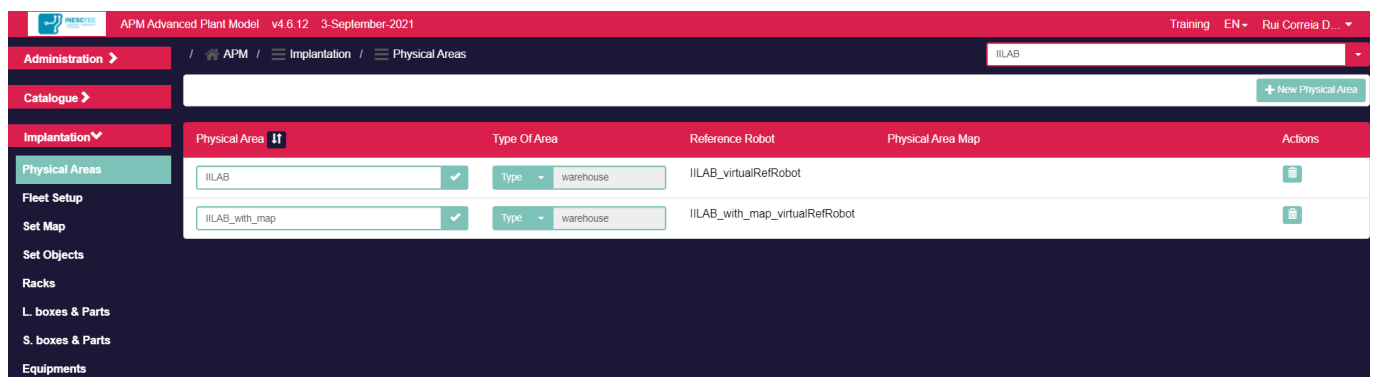 INESCTEC APM Advanced Plant Model v4.6.12 3-September-2021 Training EN Rui Correia D...
Administration / APM / Implantation / Physical Areas IILAB
Catalogue + New Physical Area
Implantation Physical Area Type Of Area Reference Robot Physical Area Map Actions
Physical Areas IILAB Type warehouse IILAB_virtualRefRobot
Fleet Setup
Set Map IILAB_with_map Type warehouse IILAB_with_map_virtualRefRobot
Set Objects
Racks
L. boxes & Parts
S. boxes & Parts
Equipments